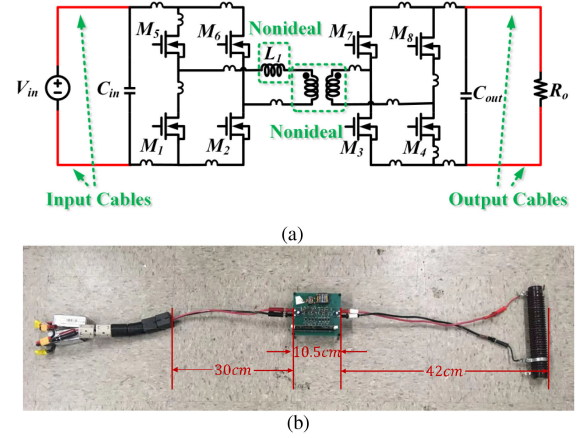 (a)
M5 M6 Nonideal M7 M8
L1
Vin Cin Cout Ro
Nonideal
M1 M2 M3 M4
Input Cables Output Cables
(a)
10.5cm
30cm 42cm
(b)